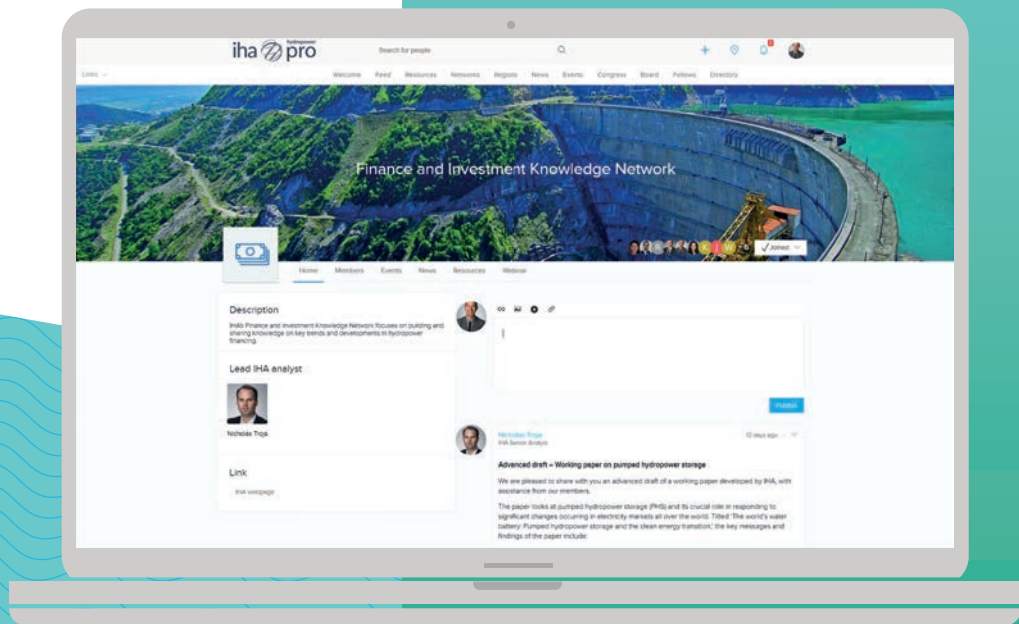 iha hydropower pro
Search for people
2
Links
Welcome Feed Resources Networks Regions News Events Congress Board Fellows Directory
Finance and Investment Knowledge Network
R K J W +6 Joined
Home Members Events News Resources Webinar
Description
IHA's Finance and Investment Knowledge Network focuses on building and
sharing knowledge on key trends and developments in hydropower
financing.
Lead IHA analyst
Nicholas Troja
Link
IHA webpage
Publish
Nicholas Troja
12 days ago
IHA Senior Analyst
Advanced draft – Working paper on pumped hydropower storage
We are pleased to share with you an advanced draft of a working paper developed by IHA, with
assistance from our members.
The paper looks at pumped hydropower storage (PHS) and its crucial role in responding to
significant changes occurring in electricity markets all over the world. Titled 'The world's water
battery: Pumped hydropower storage and the clean energy transition,' the key messages and
findings of the paper include: